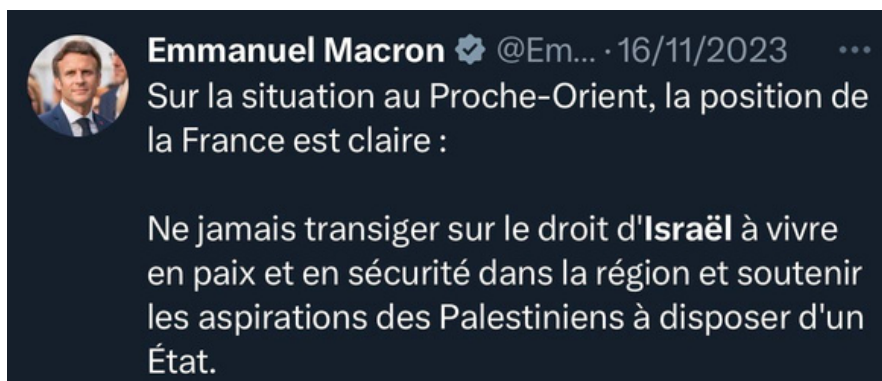 Emmanuel Macron @Em... · 16/11/2023 ...
Sur la situation au Proche-Orient, la position de
la France est claire :
Ne jamais transiger sur le droit d'Israël à vivre
en paix et en sécurité dans la région et soutenir
les aspirations des Palestiniens à disposer d'un
État.